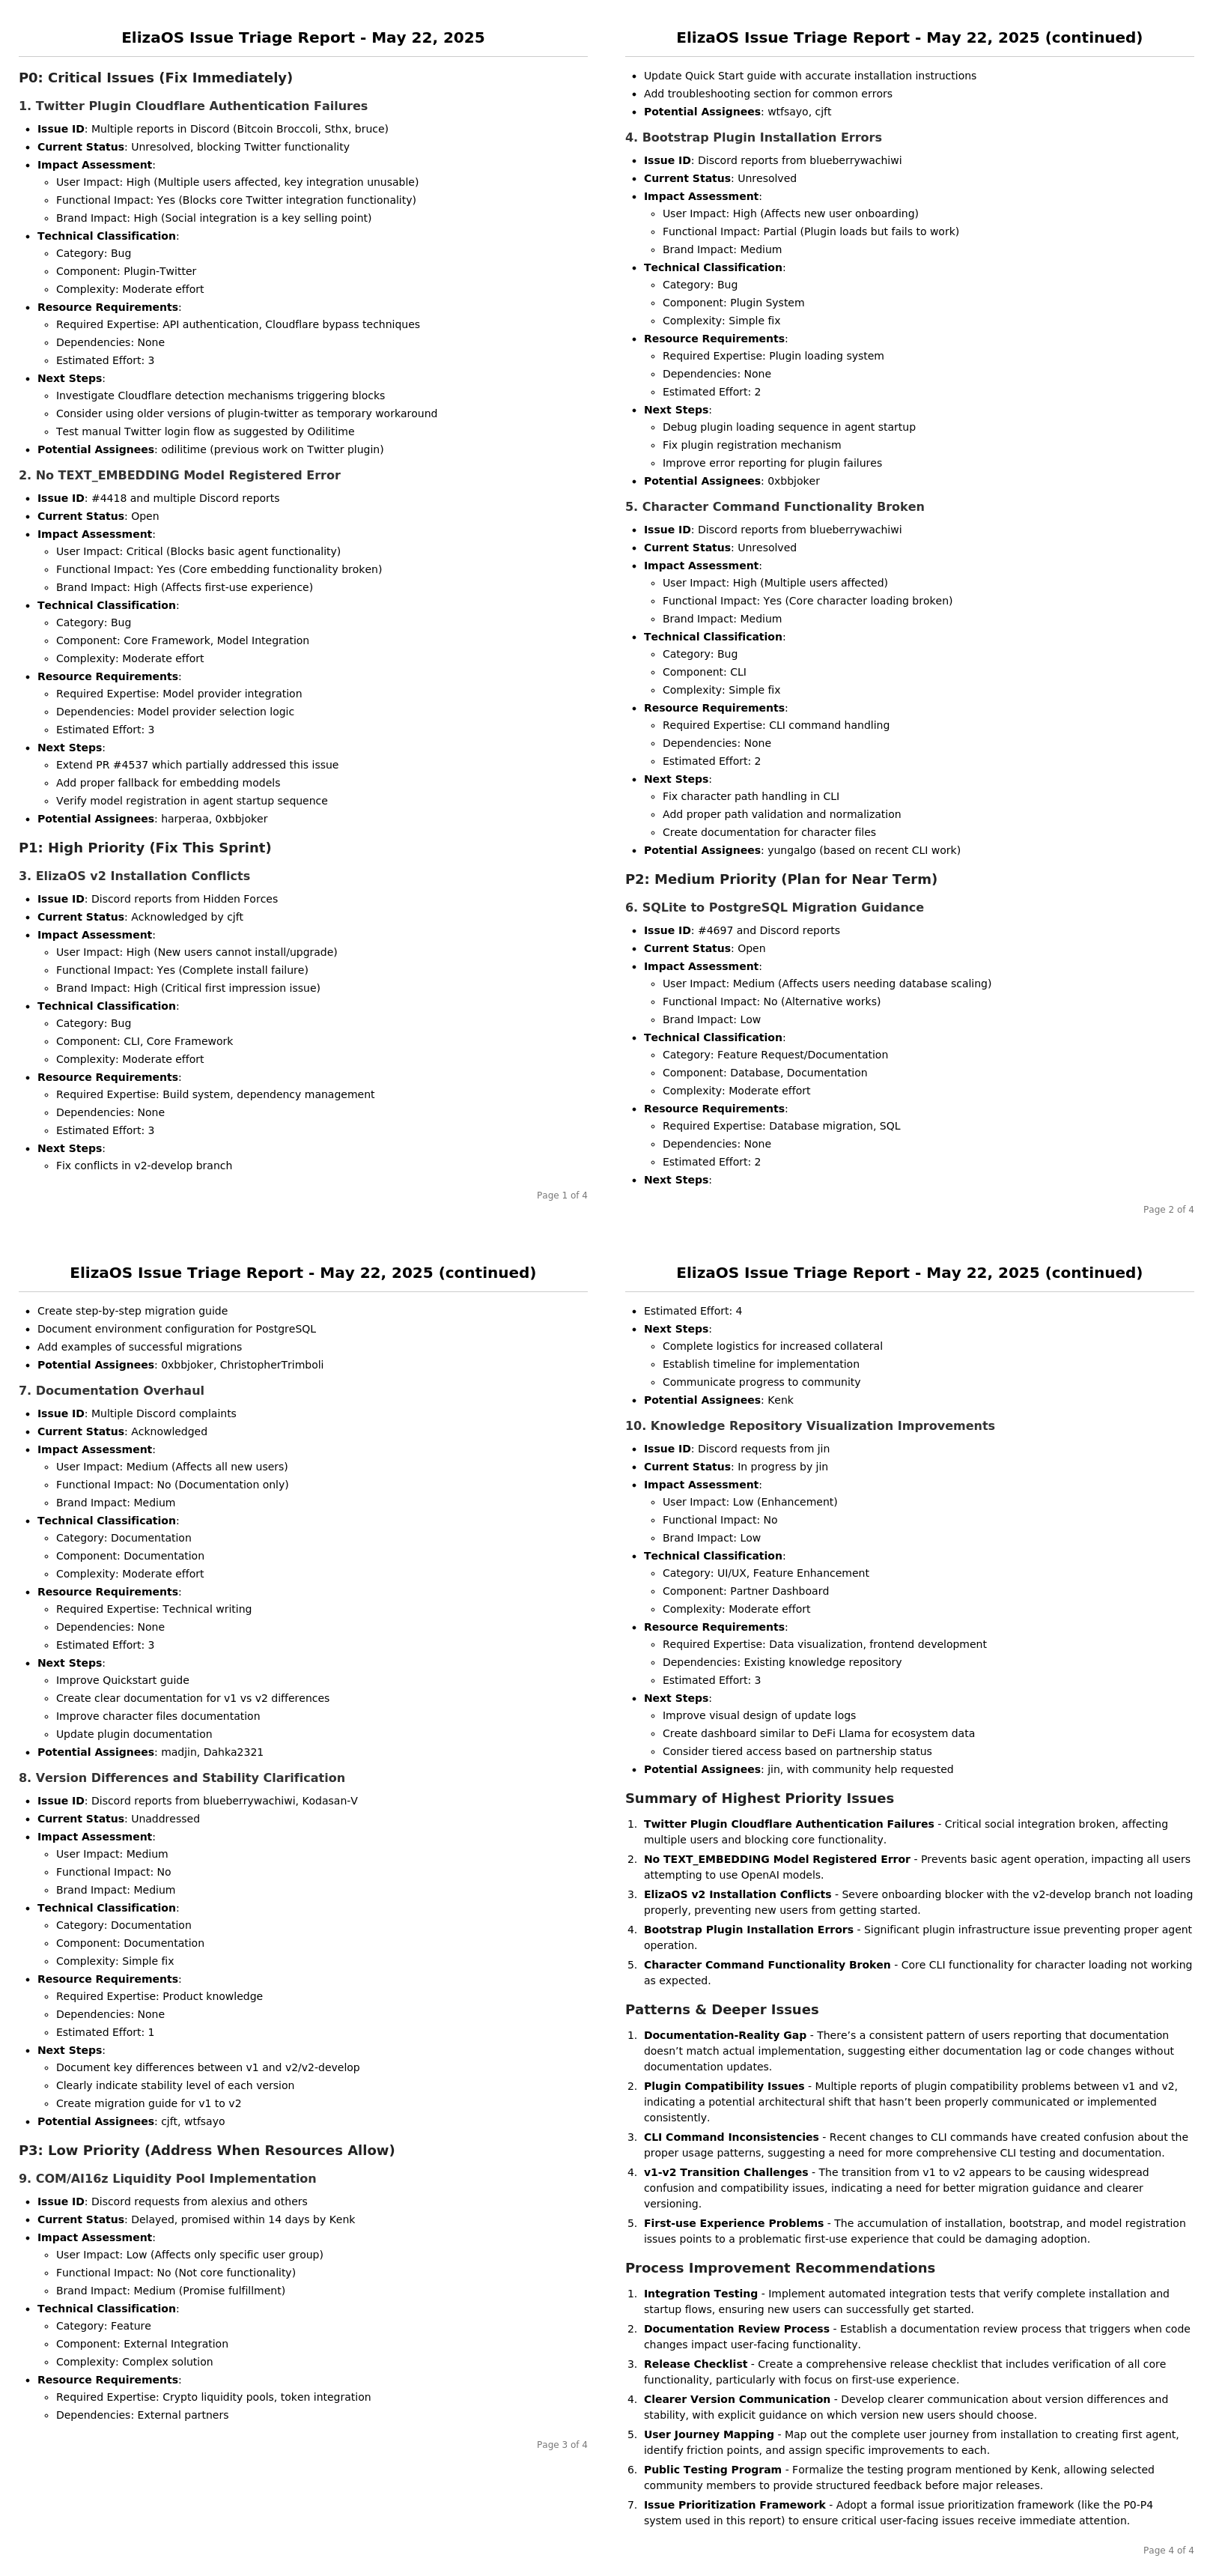 ElizaOS Issue Triage Report - May 22, 2025
P0: Critical Issues (Fix Immediately)
1. Twitter Plugin Cloudflare Authentication Failures
• Issue ID: Multiple reports in Discord (Bitcoin Broccoli, Sthx, bruce)
• Current Status: Unresolved, blocking Twitter functionality
• Impact Assessment:
◦ User Impact: High (Multiple users affected, key integration unusable)
◦ Functional Impact: Yes (Blocks core Twitter integration functionality)
◦ Brand Impact: High (Social integration is a key selling point)
• Technical Classification:
◦ Category: Bug
◦ Component: Plugin-Twitter
◦ Complexity: Moderate effort
• Resource Requirements:
◦ Required Expertise: API authentication, Cloudflare bypass techniques
◦ Dependencies: None
◦ Estimated Effort: 3
• Next Steps:
◦ Investigate Cloudflare detection mechanisms triggering blocks
◦ Consider using older versions of plugin-twitter as temporary workaround
◦ Test manual Twitter login flow as suggested by Odilitime
• Potential Assignees: odilitime (previous work on Twitter plugin)
2. No TEXT_EMBEDDING Model Registered Error
• Issue ID: #4418 and multiple Discord reports
• Current Status: Open
• Impact Assessment:
◦ User Impact: Critical (Blocks basic agent functionality)
◦ Functional Impact: Yes (Core embedding functionality broken)
◦ Brand Impact: High (Affects first-use experience)
• Technical Classification:
◦ Category: Bug
◦ Component: Core Framework, Model Integration
◦ Complexity: Moderate effort
• Resource Requirements:
◦ Required Expertise: Model provider integration
◦ Dependencies: Model provider selection logic
◦ Estimated Effort: 3
• Next Steps:
◦ Extend PR #4537 which partially addressed this issue
◦ Add proper fallback for embedding models
◦ Verify model registration in agent startup sequence
• Potential Assignees: harperaa, 0xbbjoker
P1: High Priority (Fix This Sprint)
3. ElizaOS v2 Installation Conflicts
• Issue ID: Discord reports from Hidden Forces
• Current Status: Acknowledged by cjft
• Impact Assessment:
◦ User Impact: High (New users cannot install/upgrade)
◦ Functional Impact: Yes (Complete install failure)
◦ Brand Impact: High (Critical first impression issue)
• Technical Classification:
◦ Category: Bug
◦ Component: CLI, Core Framework
◦ Complexity: Moderate effort
• Resource Requirements:
◦ Required Expertise: Build system, dependency management
◦ Dependencies: None
◦ Estimated Effort: 3
• Next Steps:
◦ Fix conflicts in v2-develop branch
Page 1 of 4
ElizaOS Issue Triage Report - May 22, 2025 (continued)
• Update Quick Start guide with accurate installation instructions
• Add troubleshooting section for common errors
• Potential Assignees: wtfsayo, cjft
4. Bootstrap Plugin Installation Errors
• Issue ID: Discord reports from blueberrywachiwi
• Current Status: Unresolved
• Impact Assessment:
◦ User Impact: High (Affects new user onboarding)
◦ Functional Impact: Partial (Plugin loads but fails to work)
◦ Brand Impact: Medium
• Technical Classification:
◦ Category: Bug
◦ Component: Plugin System
◦ Complexity: Simple fix
• Resource Requirements:
◦ Required Expertise: Plugin loading system
◦ Dependencies: None
◦ Estimated Effort: 2
• Next Steps:
◦ Debug plugin loading sequence in agent startup
◦ Fix plugin registration mechanism
◦ Improve error reporting for plugin failures
• Potential Assignees: 0xbbjoker
5. Character Command Functionality Broken
• Issue ID: Discord reports from blueberrywachiwi
• Current Status: Unresolved
• Impact Assessment:
◦ User Impact: High (Multiple users affected)
◦ Functional Impact: Yes (Core character loading broken)
◦ Brand Impact: Medium
• Technical Classification:
◦ Category: Bug
◦ Component: CLI
◦ Complexity: Simple fix
• Resource Requirements:
◦ Required Expertise: CLI command handling
◦ Dependencies: None
◦ Estimated Effort: 2
• Next Steps:
◦ Fix character path handling in CLI
◦ Add proper path validation and normalization
◦ Create documentation for character files
• Potential Assignees: yungalgo (based on recent CLI work)
P2: Medium Priority (Plan for Near Term)
6. SQLite to PostgreSQL Migration Guidance
• Issue ID: #4697 and Discord reports
• Current Status: Open
• Impact Assessment:
◦ User Impact: Medium (Affects users needing database scaling)
◦ Functional Impact: No (Alternative works)
◦ Brand Impact: Low
• Technical Classification:
◦ Category: Feature Request/Documentation
◦ Component: Database, Documentation
◦ Complexity: Moderate effort
• Resource Requirements:
◦ Required Expertise: Database migration, SQL
◦ Dependencies: None
◦ Estimated Effort: 2
• Next Steps:
Page 2 of 4
ElizaOS Issue Triage Report - May 22, 2025 (continued)
• Create step-by-step migration guide
• Document environment configuration for PostgreSQL
• Add examples of successful migrations
• Potential Assignees: 0xbbjoker, ChristopherTrimboli
7. Documentation Overhaul
• Issue ID: Multiple Discord complaints
• Current Status: Acknowledged
• Impact Assessment:
◦ User Impact: Medium (Affects all new users)
◦ Functional Impact: No (Documentation only)
◦ Brand Impact: Medium
• Technical Classification:
◦ Category: Documentation
◦ Component: Documentation
◦ Complexity: Moderate effort
• Resource Requirements:
◦ Required Expertise: Technical writing
◦ Dependencies: None
◦ Estimated Effort: 3
• Next Steps:
◦ Improve Quickstart guide
◦ Create clear documentation for v1 vs v2 differences
◦ Improve character files documentation
◦ Update plugin documentation
• Potential Assignees: madjin, Dahka2321
8. Version Differences and Stability Clarification
• Issue ID: Discord reports from blueberrywachiwi, Kodasan-V
• Current Status: Unaddressed
• Impact Assessment:
◦ User Impact: Medium
◦ Functional Impact: No
◦ Brand Impact: Medium
• Technical Classification:
◦ Category: Documentation
◦ Component: Documentation
◦ Complexity: Simple fix
• Resource Requirements:
◦ Required Expertise: Product knowledge
◦ Dependencies: None
◦ Estimated Effort: 1
• Next Steps:
◦ Document key differences between v1 and v2/v2-develop
◦ Clearly indicate stability level of each version
◦ Create migration guide for v1 to v2
• Potential Assignees: cjft, wtfsayo
P3: Low Priority (Address When Resources Allow)
9. COM/AI16z Liquidity Pool Implementation
• Issue ID: Discord requests from alexius and others
• Current Status: Delayed, promised within 14 days by Kenk
• Impact Assessment:
◦ User Impact: Low (Affects only specific user group)
◦ Functional Impact: No (Not core functionality)
◦ Brand Impact: Medium (Promise fulfillment)
• Technical Classification:
◦ Category: Feature
◦ Component: External Integration
◦ Complexity: Complex solution
• Resource Requirements:
◦ Required Expertise: Crypto liquidity pools, token integration
◦ Dependencies: External partners
Page 3 of 4
ElizaOS Issue Triage Report - May 22, 2025 (continued)
• Estimated Effort: 4
• Next Steps:
◦ Complete logistics for increased collateral
◦ Establish timeline for implementation
◦ Communicate progress to community
• Potential Assignees: Kenk
10. Knowledge Repository Visualization Improvements
• Issue ID: Discord requests from jin
• Current Status: In progress by jin
• Impact Assessment:
◦ User Impact: Low (Enhancement)
◦ Functional Impact: No
◦ Brand Impact: Low
• Technical Classification:
◦ Category: UI/UX, Feature Enhancement
◦ Component: Partner Dashboard
◦ Complexity: Moderate effort
• Resource Requirements:
◦ Required Expertise: Data visualization, frontend development
◦ Dependencies: Existing knowledge repository
◦ Estimated Effort: 3
• Next Steps:
◦ Improve visual design of update logs
◦ Create dashboard similar to DeFi Llama for ecosystem data
◦ Consider tiered access based on partnership status
• Potential Assignees: jin, with community help requested
Summary of Highest Priority Issues
1. Twitter Plugin Cloudflare Authentication Failures - Critical social integration broken, affecting
multiple users and blocking core functionality.
2. No TEXT_EMBEDDING Model Registered Error - Prevents basic agent operation, impacting all users
attempting to use OpenAI models.
3. ElizaOS v2 Installation Conflicts - Severe onboarding blocker with the v2-develop branch not loading
properly, preventing new users from getting started.
4. Bootstrap Plugin Installation Errors - Significant plugin infrastructure issue preventing proper agent
operation.
5. Character Command Functionality Broken - Core CLI functionality for character loading not working
as expected.
Patterns & Deeper Issues
1. Documentation-Reality Gap - There’s a consistent pattern of users reporting that documentation
doesn’t match actual implementation, suggesting either documentation lag or code changes without
documentation updates.
2. Plugin Compatibility Issues - Multiple reports of plugin compatibility problems between v1 and v2,
indicating a potential architectural shift that hasn’t been properly communicated or implemented
consistently.
3. CLI Command Inconsistencies - Recent changes to CLI commands have created confusion about the
proper usage patterns, suggesting a need for more comprehensive CLI testing and documentation.
4. v1-v2 Transition Challenges - The transition from v1 to v2 appears to be causing widespread
confusion and compatibility issues, indicating a need for better migration guidance and clearer
versioning.
5. First-use Experience Problems - The accumulation of installation, bootstrap, and model registration
issues points to a problematic first-use experience that could be damaging adoption.
Process Improvement Recommendations
1. Integration Testing - Implement automated integration tests that verify complete installation and
startup flows, ensuring new users can successfully get started.
2. Documentation Review Process - Establish a documentation review process that triggers when code
changes impact user-facing functionality.
3. Release Checklist - Create a comprehensive release checklist that includes verification of all core
functionality, particularly with focus on first-use experience.
4. Clearer Version Communication - Develop clearer communication about version differences and
stability, with explicit guidance on which version new users should choose.
5. User Journey Mapping - Map out the complete user journey from installation to creating first agent,
identify friction points, and assign specific improvements to each.
6. Public Testing Program - Formalize the testing program mentioned by Kenk, allowing selected
community members to provide structured feedback before major releases.
7. Issue Prioritization Framework - Adopt a formal issue prioritization framework (like the P0-P4
system used in this report) to ensure critical user-facing issues receive immediate attention.
Page 4 of 4